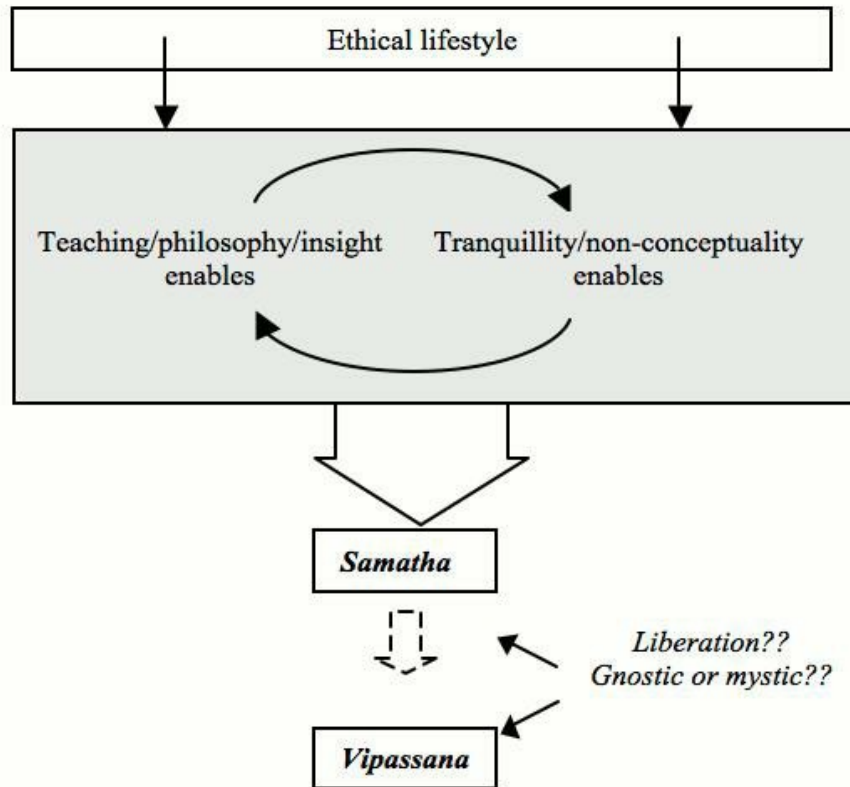 Ethical lifestyle
Teaching/philosophy/insight
enables
Tranquillity/non-conceptuality
enables
Samatha
Liberation??
Gnostic or mystic??
Vipassana